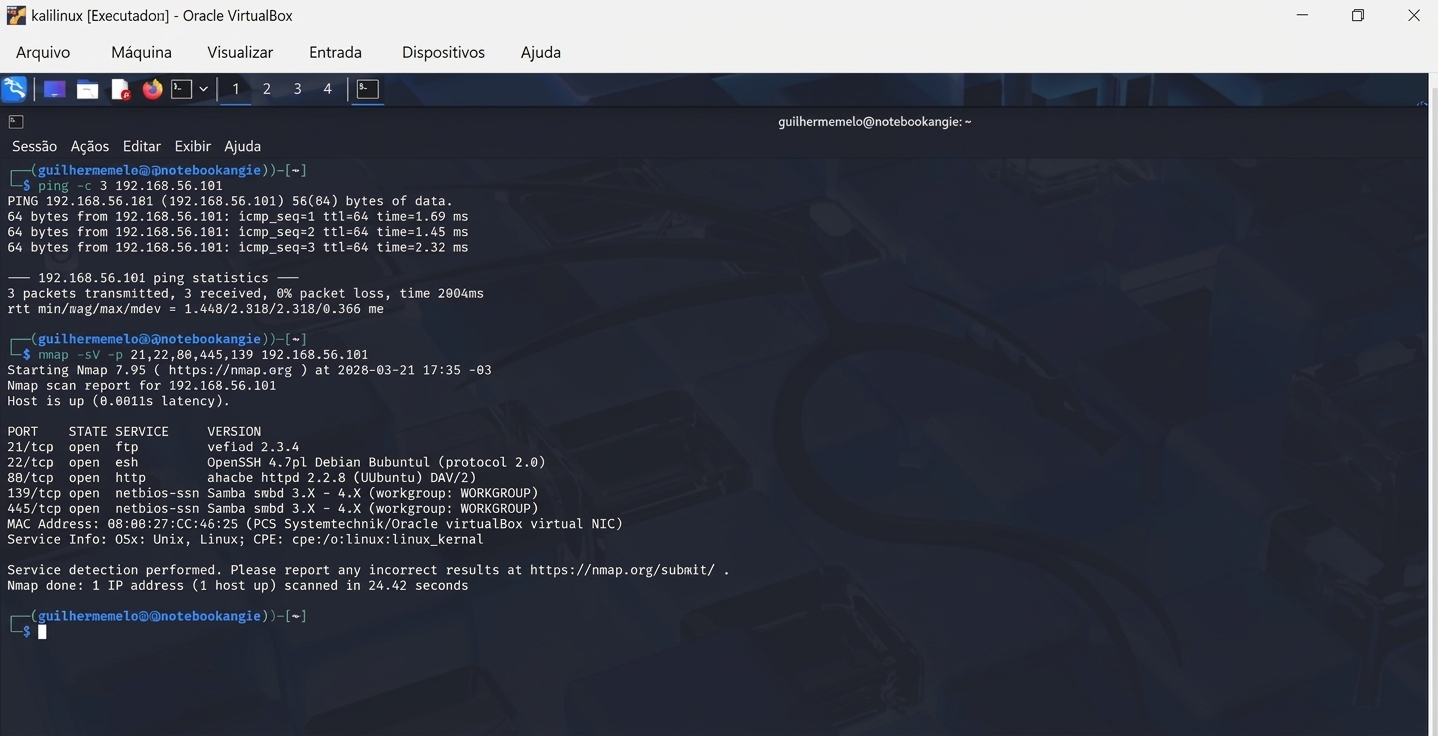 kalilinux [Executadoɪɪ] - Oracle VirtualBox
Arquivo Máquina Visualizar Entrada Dispositivos Ajuda
1 2 3 4
guilhermemelo@notebookangie: ~
Sessão Açãos Editar Exibir Ajuda
(guilhermemelo@@notebookangie))-[~]
$ ping -c 3 192.168.56.101
PING 192.168.56.181 (192.168.56.101) 56(84) bytes of data.
64 bytes from 192.168.56.101: icmp_seq=1 ttl=64 time=1.69 ms
64 bytes from 192.168.56.101: icmp_seq=2 ttl=64 time=1.45 ms
64 bytes from 192.168.56.101: icmp_seq=3 ttl=64 time=2.32 ms
— 192.168.56.101 ping statistics —
3 packets transmitted, 3 received, 0% packet loss, time 2004ms
rtt min/wag/max/mdev = 1.448/2.818/2.318/0.366 me
(guilhermemelo@@notebookangie))-[~]
$ mmap -sV -p 21,22,80,445,139 192.168.56.101
Starting Nmap 7.95 ( https://nmap.org ) at 2028-03-21 17:35 -03
Nmap scan report for 192.168.56.101
Host is up (0.0011s latency).
PORT STATE SERVICE VERSION
21/tcp open ftp vefiad 2.3.4
22/tcp open esh OpenSSH 4.7pl Debian Bubuntul (protocol 2.0)
80/tcp open http ahacbe httpd 2.2.8 (UUbuntu) DAV/2)
139/tcp open netbios-ssn Samba smbd 3.X - 4.X (workgroup: WORKGROUP)
445/tcp open netbios-ssn Samba smbd 3.X - 4.X (workgroup: WORKGROUP)
MAC Address: 08:00:27:CC:46:25 (PCS Systemtechnik/Oracle virtualBox virtual NIC)
Service Info: OSx: Unix, Linux; CPE: cpe:/o:linux:linux_kernal
Service detection performed. Please report any incorrect results at https://nmap.org/submit/ .
Nmap done: 1 IP address (1 host up) scanned in 24.42 seconds
(guilhermemelo@@notebookangie))-[~]
$